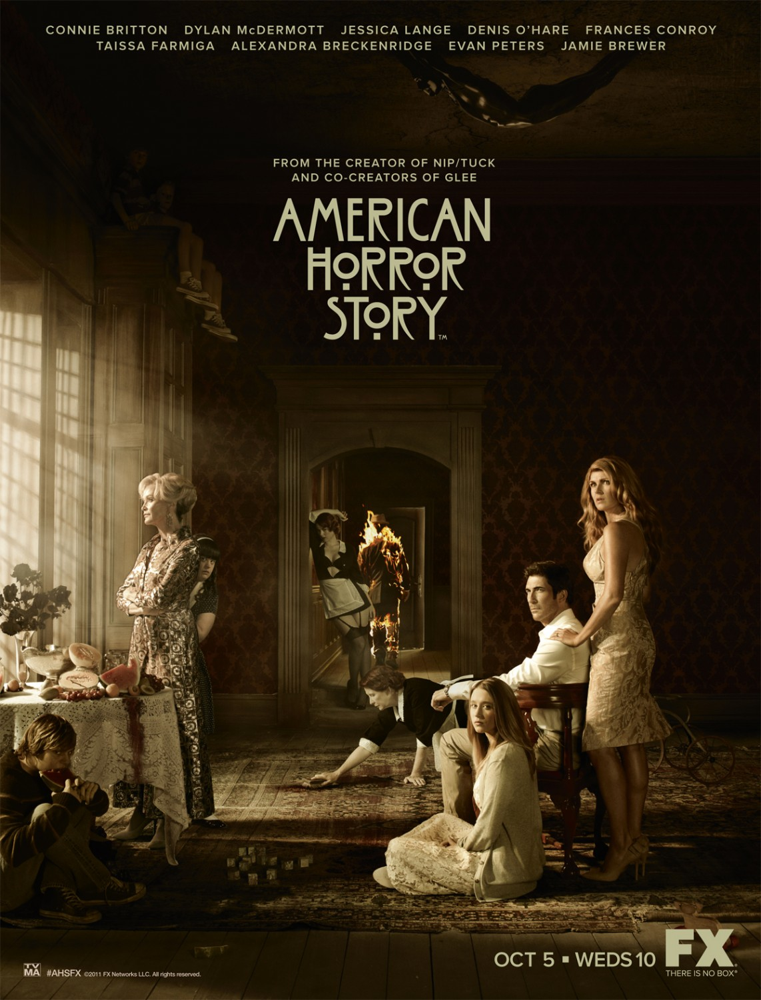 CONNIE BRITTON DYLAN McDERMOTT JESSICA LANGE DENIS O'HARE FRANCES CONROY
TAISSA FARMIGA ALEXANDRA BRECKENRIDGE EVAN PETERS JAMIE BREWER
FROM THE CREATOR OF NIP/TUCK
AND CO-CREATORS OF GLEE
AMERICAN
HORROR
STORY™
OCT 5 ▪ WEDS 10
FX®
THERE IS NO BOX®
TV
MA
#AHSFX ©2011 FX Networks LLC. All rights reserved.